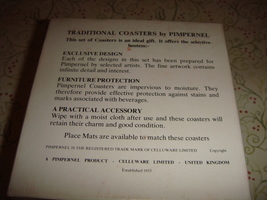 TRADITIONAL COASTERS by PIMPERNEL
This set of Coasters is an ideal gift. It offers the selective
hostess:-
EXCLUSIVE DESIGN
Each of the designs in this set has been prepared for
Pimpernel by selected artists. The fine artwork contains
infinite detail and interest.
FURNITURE PROTECTION
Pimpernel Coasters are impervious to moisture. They
therefore provide effective protection against stains and
marks associated with beverages.
A PRACTICAL ACCESSORY
Wipe with a moist cloth after use and these coasters will
retain their charm and good condition.
Place Mats are available to match these coasters
PIMPERNEL IS THE REGISTERED TRADE MARK OF CELLUWARE LIMITED Copyright
A PIMPERNEL PRODUCT - CELLUWARE LIMITED - UNITED KINGDOM
Established 1933